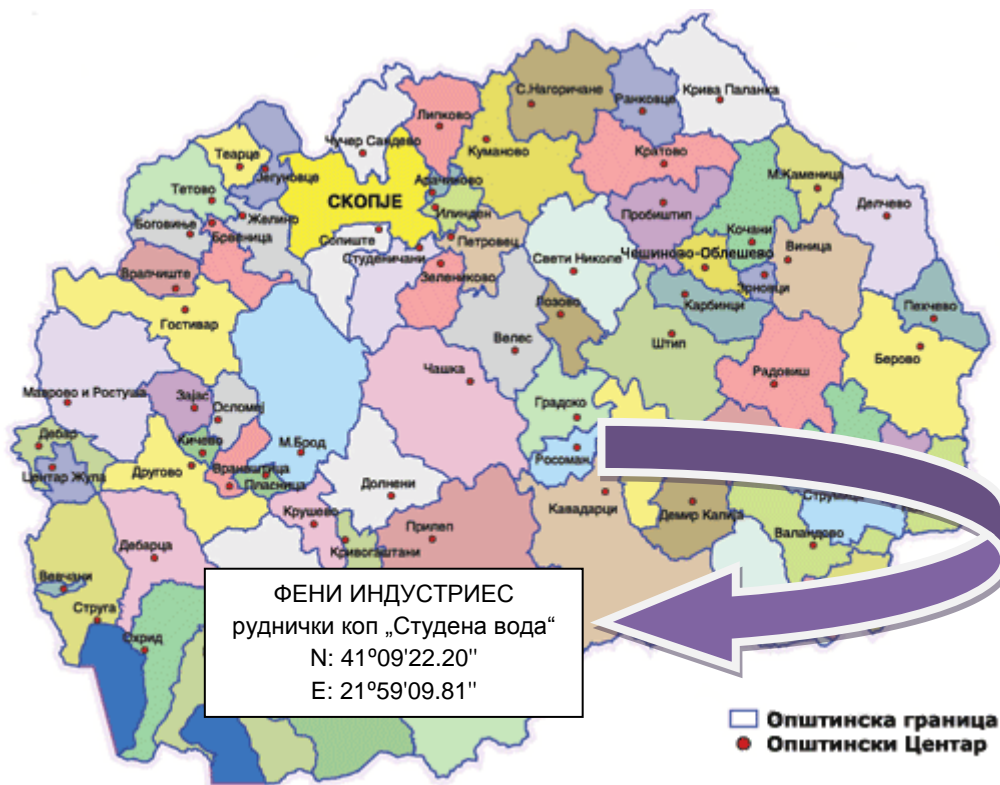 С.Нагоричане
Ранковце
Крива Паланка
Липково
Чучер Сандево
Куманово
Кратово
Теарце
Јегуновце
Арачиново
М.Каменица
Тетово
СКОПЈЕ
Илинден
Пробиштип
Делчево
Боговиње
Желино
Брвеница
Сопиште
Петровец
Кочани
Виница
Студеничани
Свети Николе
Чешиново-Облешево
Врапчиште
Зелениково
Зрновци
Лозово
Карбинци
Пехчево
Гостивар
Велес
Штип
Берово
Чашка
Радовиш
Маврово и Ростуша
Зајас
Осломеј
Градско
Дебар
Кичево
М.Брод
Росоман
Центар Жупа
Другово
Вранештица
Пласница
Долнени
Струмица
Крушево
Прилеп
Кавадарци
Демир Капија
Валандово
Дебарца
Кривогаштани
Вевчани
Струга
Охрид
ФЕНИ ИНДУСТРИЕС
руднички коп „Студена вода“
N: 41º09'22.20''
E: 21º59'09.81''
Општинска граница
Општински Центар